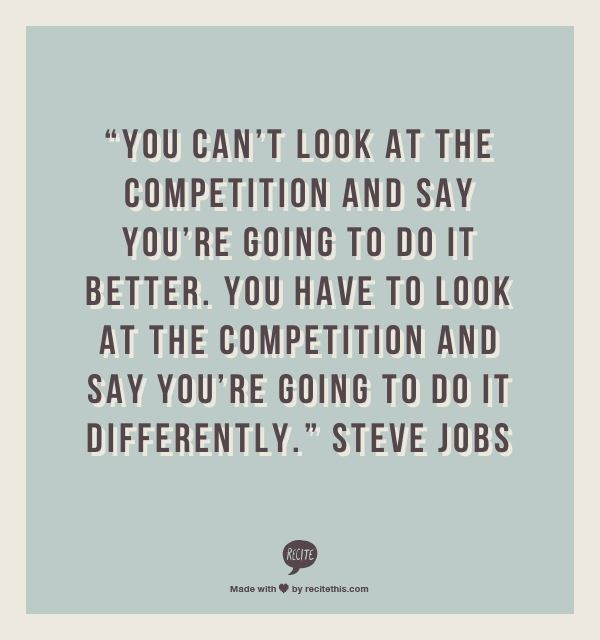 “YOU CAN’T LOOK AT THE
COMPETITION AND SAY
YOU’RE GOING TO DO IT
BETTER. YOU HAVE TO LOOK
AT THE COMPETITION AND
SAY YOU’RE GOING TO DO IT
DIFFERENTLY.” STEVE JOBS
RECITE
Made with ♥ by recitethis.com